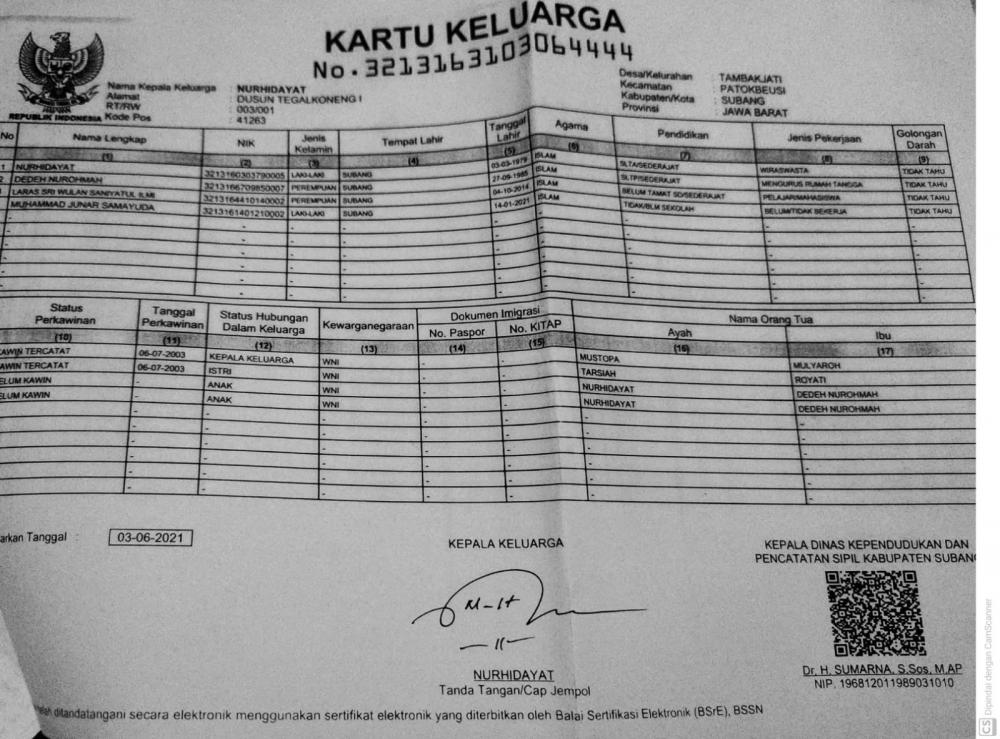 KARTU KELUARGA
No. 3213163103064444
REPUBLIK INDONESIA
Nama Kepala Keluarga : NURHIDAYAT
Alamat : DUSUN TEGALKONENG I
RT/RW : 003/001
Kode Pos : 41263
Desa/Kelurahan : TAMBAKJATI
Kecamatan : PATOKBEUSI
Kabupaten/Kota : SUBANG
Provinsi : JAWA BARAT
No Nama Lengkap NIK Jenis Kelamin Tempat Lahir Tanggal Lahir Agama Pendidikan Jenis Pekerjaan Golongan Darah
(1) (2) (3) (4) (5) (6) (7) (8) (9)
1 NURHIDAYAT 3213160303790005 LAKI-LAKI SUBANG 03-03-1979 ISLAM SLTA/SEDERAJAT WIRASWASTA TIDAK TAHU
2 DEDEH NUROHMAH 3213166709850007 PEREMPUAN SUBANG 27-09-1985 ISLAM SLTP/SEDERAJAT MENGURUS RUMAH TANGGA TIDAK TAHU
LARAS SRI WULAN SANIYATUL ILMI 3213164410140002 PEREMPUAN SUBANG 04-10-2014 ISLAM BELUM TAMAT SD/SEDERAJAT PELAJAR/MAHASISWA TIDAK TAHU
MUHAMMAD JUNAR SAMAYUDA 3213161401210002 LAKI-LAKI SUBANG 14-01-2021 ISLAM TIDAK/BLM SEKOLAH BELUM/TIDAK BEKERJA TIDAK TAHU
Status Perkawinan Tanggal Perkawinan Status Hubungan Dalam Keluarga Kewarganegaraan Dokumen Imigrasi Nama Orang Tua
No. Paspor No. KITAP Ayah Ibu
(10) (11) (12) (13) (14) (15) (16) (17)
AWIN TERCATAT 06-07-2003 KEPALA KELUARGA WNI MUSTOPA MULYAROH
AWIN TERCATAT 06-07-2003 ISTRI WNI TARSIAH ROYATI
ELUM KAWIN ANAK WNI NURHIDAYAT DEDEH NUROHMAH
ELUM KAWIN ANAK WNI NURHIDAYAT DEDEH NUROHMAH
arkan Tanggal : 03-06-2021
KEPALA KELUARGA
NURHIDAYAT
Tanda Tangan/Cap Jempol
KEPALA DINAS KEPENDUDUKAN DAN
PENCATATAN SIPIL KABUPATEN SUBANG
Dr. H. SUMARNA, S.Sos, M.AP
NIP. 196812011989031010
ditandatangani secara elektronik menggunakan sertifikat elektronik yang diterbitkan oleh Balai Sertifikasi Elektronik (BSrE), BSSN
CS Dipindai dengan CamScanner